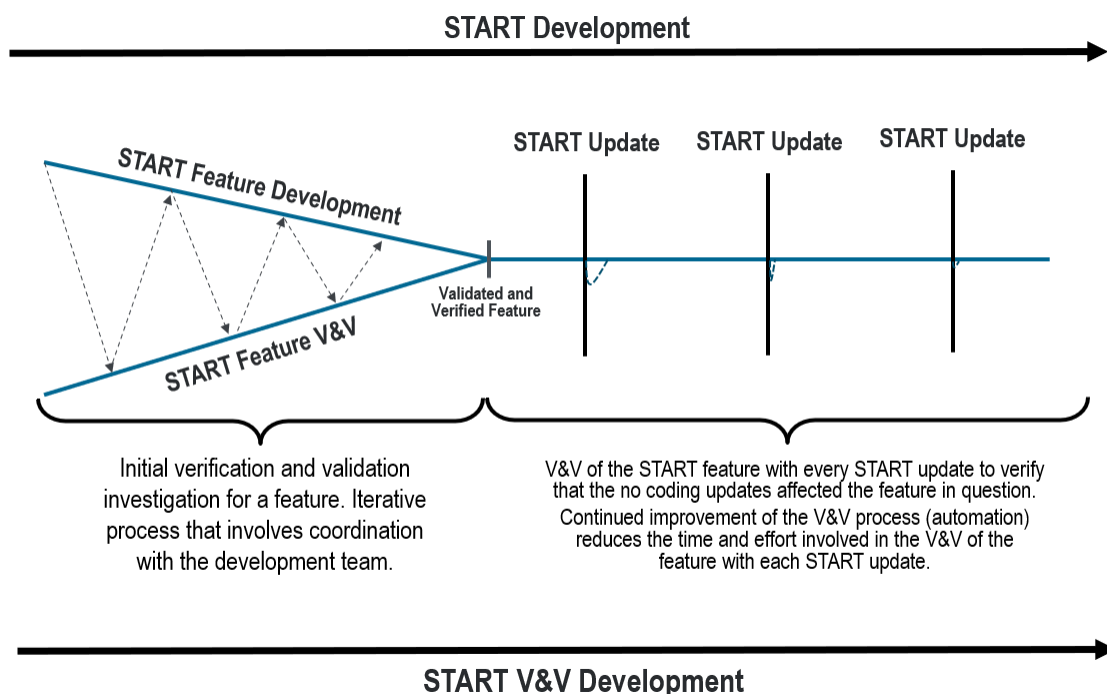 START Development
START Update
START Update
START Update
START Feature Development
Validated and
Verified Feature
START Feature V&V
Initial verification and validation
investigation for a feature. Iterative
process that involves coordination
with the development team.
V&V of the START feature with every START update to verify
that the no coding updates affected the feature in question.
Continued improvement of the V&V process (automation)
reduces the time and effort involved in the V&V of the
feature with each START update.
START V&V Development